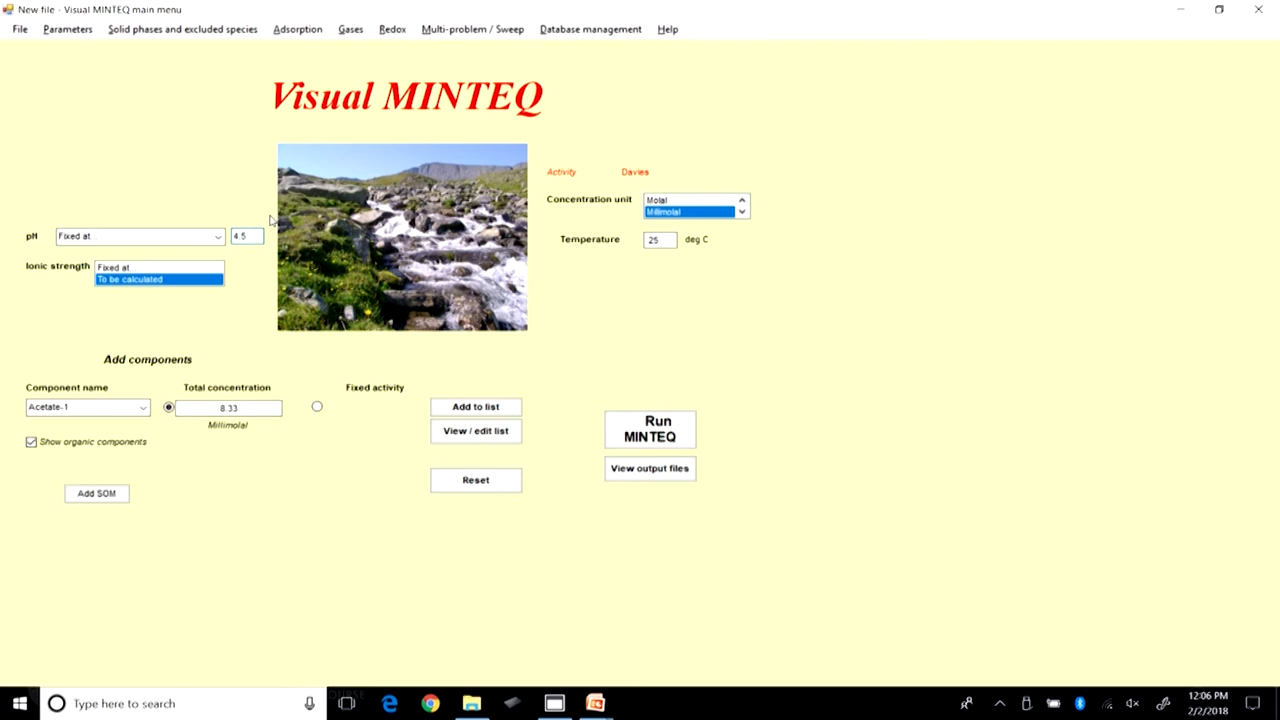 New file - Visual MINTEQ main menu
File Parameters Solid phases and excluded species Adsorption Gases Redox Multi-problem / Sweep Database management Help
Visual MINTEQ
Activity Davies
Concentration unit Molal
Millimolal
pH Fixed at 4.5
Temperature 25 deg C
Ionic strength Fixed at
To be calculated
Add components
Component name Total concentration Fixed activity
Acetate-1 8.33 Add to list
Millimolal
View / edit list
Run
MINTEQ
Show organic components
View output files
Reset
Add SOM
Type here to search
12:06 PM
2/2/2018